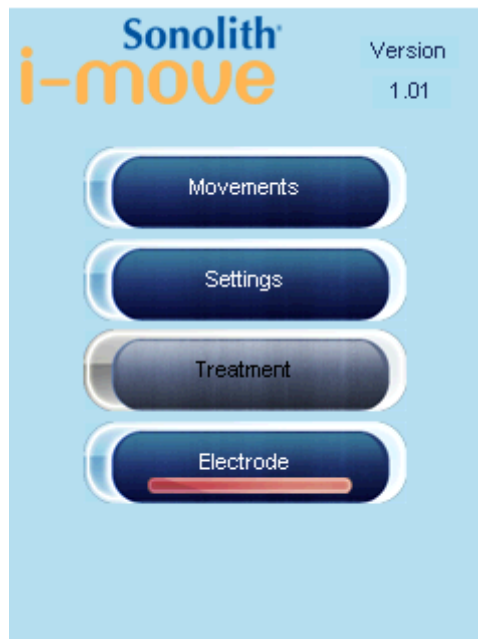 Sonolith
i-move
Version
1.01
Movements
Settings
Treatment
Electrode